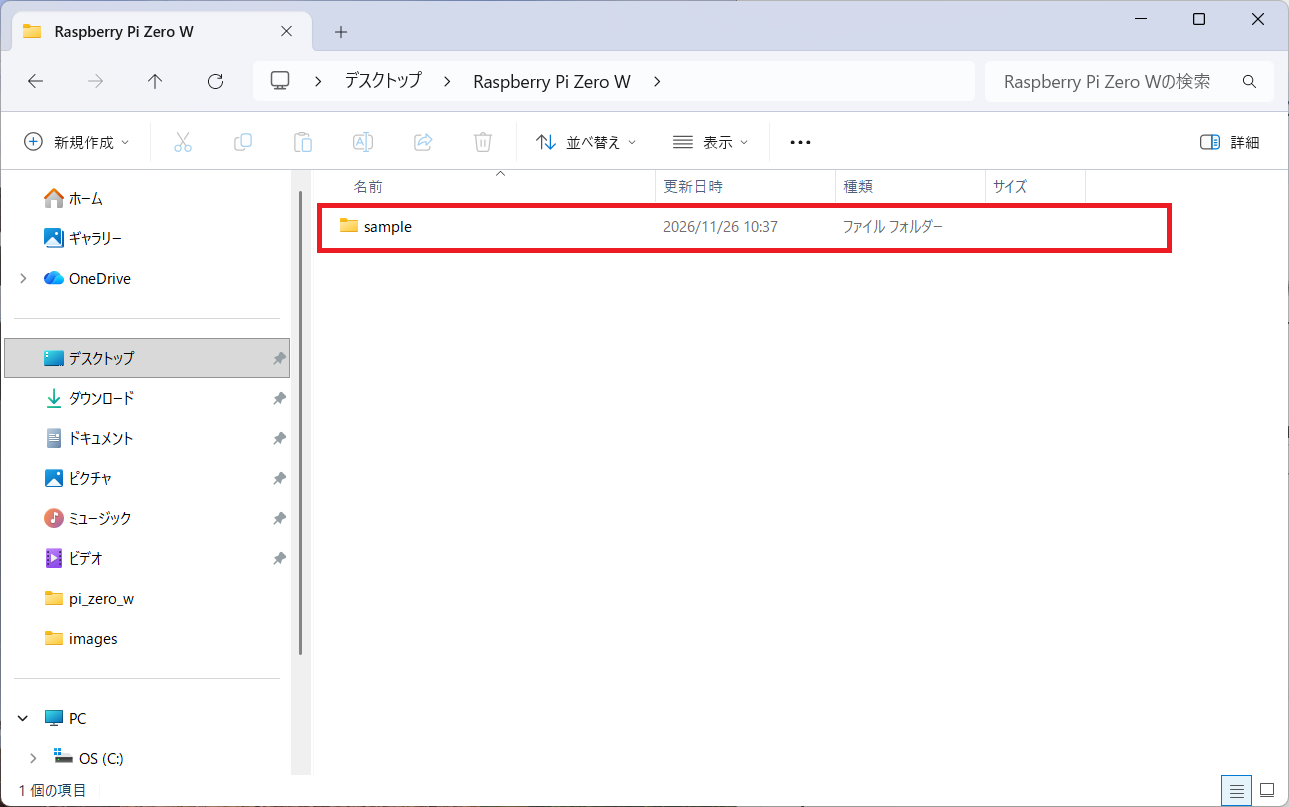 Raspberry Pi Zero W
デスクトップ Raspberry Pi Zero W Raspberry Pi Zero Wの検索
新規作成 並べ替え 表示 詳細
名前 更新日時 種類 サイズ
sample 2026/11/26 10:37 ファイル フォルダー
ホーム
ギャラリー
OneDrive
デスクトップ
ダウンロード
ドキュメント
ピクチャ
ミュージック
ビデオ
pi_zero_w
images
PC
OS (C:)
1 個の項目